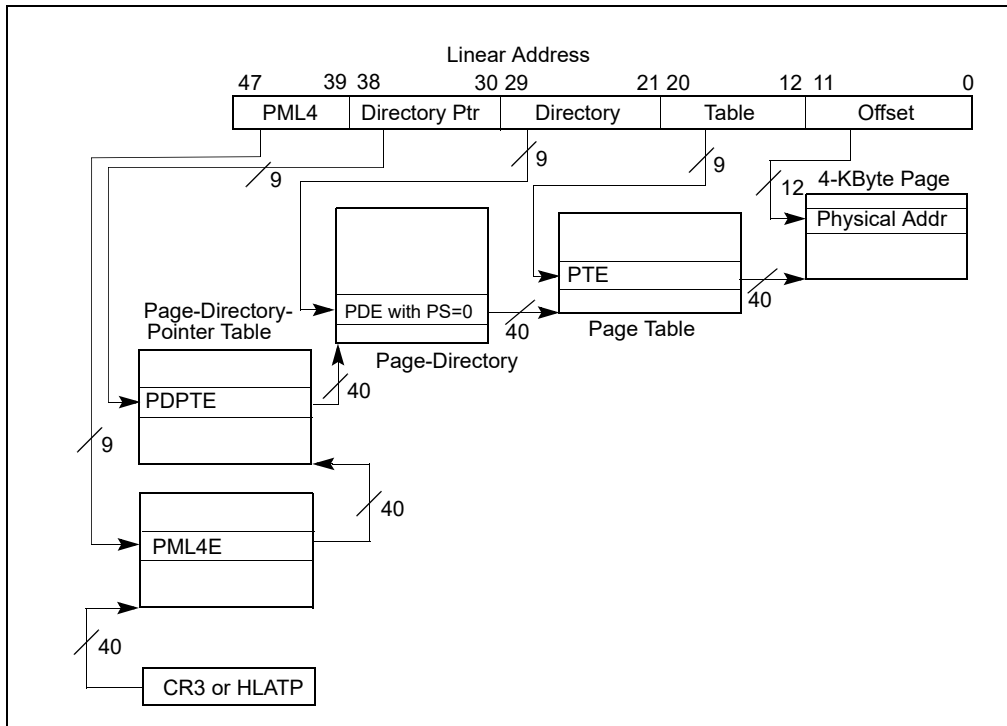 Linear Address
47 39 38 30 29 21 20 12 11 0
PML4 Directory Ptr Directory Table Offset
9 9 9 12 4-KByte Page
Physical Addr
PTE
40
PDE with PS=0
40
Page Table
Page-Directory-
Pointer Table
Page-Directory
40
PDPTE
9
40
PML4E
40
CR3 or HLATP